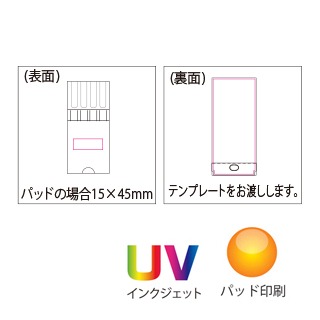 (表面)
パッドの場合15×45mm
(裏面)
テンプレートをお渡しします。
UV
インクジェット
パッド印刷